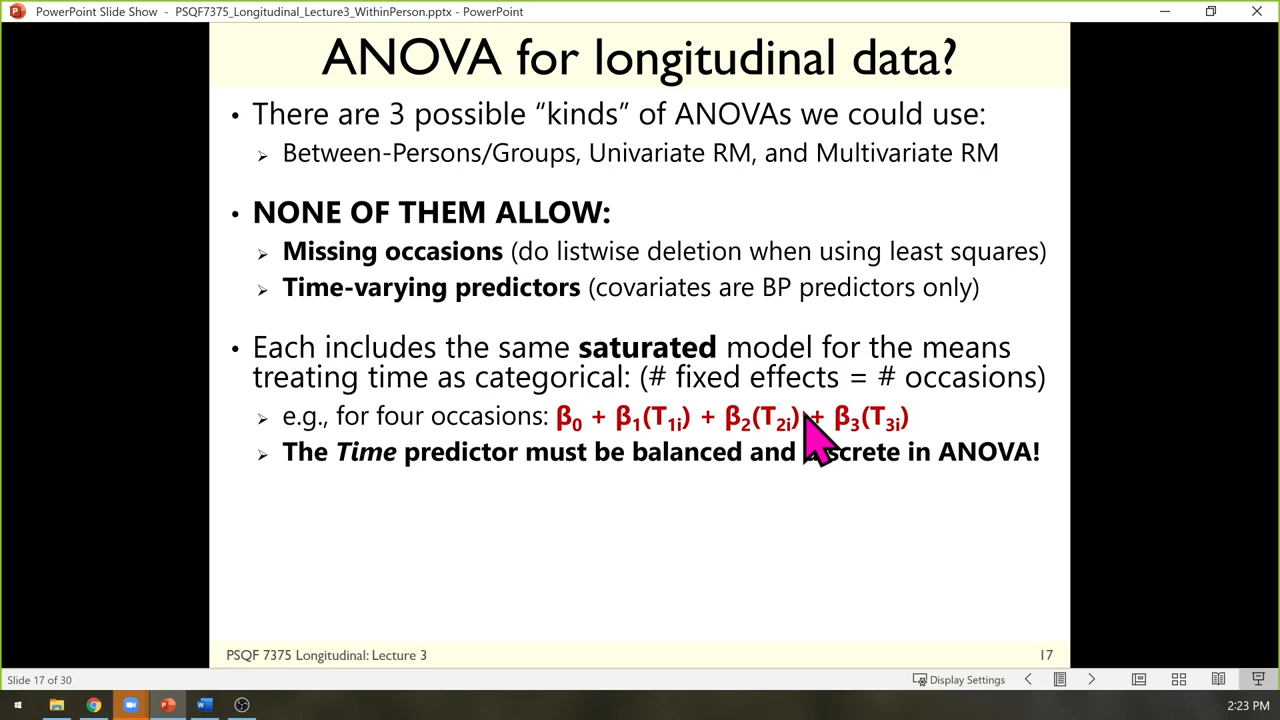 PowerPoint Slide Show - PSQF7375_Longitudinal_Lecture3_WithinPerson.pptx - PowerPoint
ANOVA for longitudinal data?
• There are 3 possible “kinds” of ANOVAs we could use:
➢ Between-Persons/Groups, Univariate RM, and Multivariate RM
• NONE OF THEM ALLOW:
➢ Missing occasions (do listwise deletion when using least squares)
➢ Time-varying predictors (covariates are BP predictors only)
• Each includes the same saturated model for the means
treating time as categorical: (# fixed effects = # occasions)
➢ e.g., for four occasions: β0 + β1(T1i) + β2(T2i) + β3(T3i)
➢ The Time predictor must be balanced and discrete in ANOVA!
PSQF 7375 Longitudinal: Lecture 3
17
Slide 17 of 30
Display Settings
2:23 PM